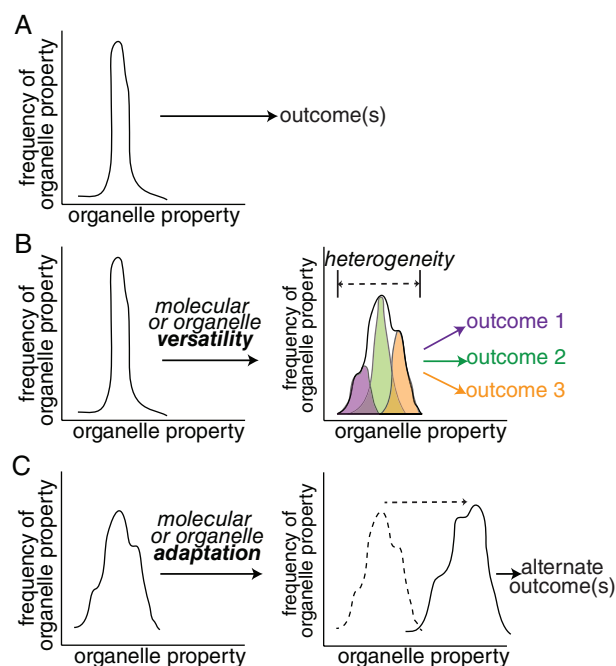 A
frequency of
organelle property
outcome(s)
organelle property
B
frequency of
organelle property
organelle property
molecular
or organelle
versatility
heterogeneity
frequency of
organelle property
outcome 1
outcome 2
outcome 3
organelle property
C
frequency of
organelle property
organelle property
molecular
or organelle
adaptation
frequency of
organelle property
alternate
outcome(s)
organelle property